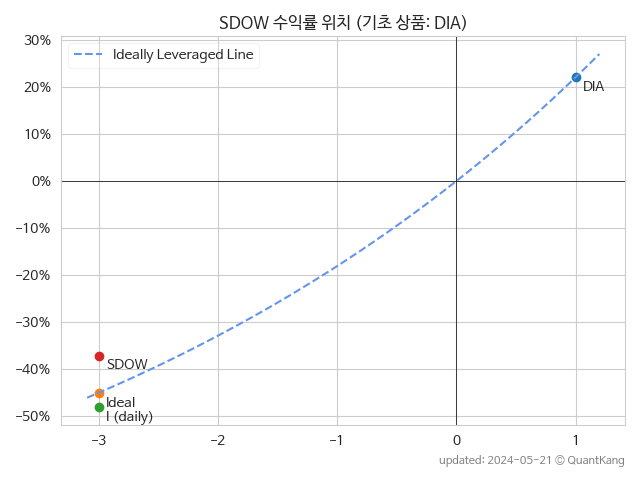 SDOW 수익률 위치 (기초 상품: DIA)
Ideally Leveraged Line
30%
20%
10%
0%
−10%
−20%
−30%
−40%
−50%
DIA
SDOW
Ideal
I (daily)
−3
−2
−1
0
1
updated: 2024-05-21 © QuantKang